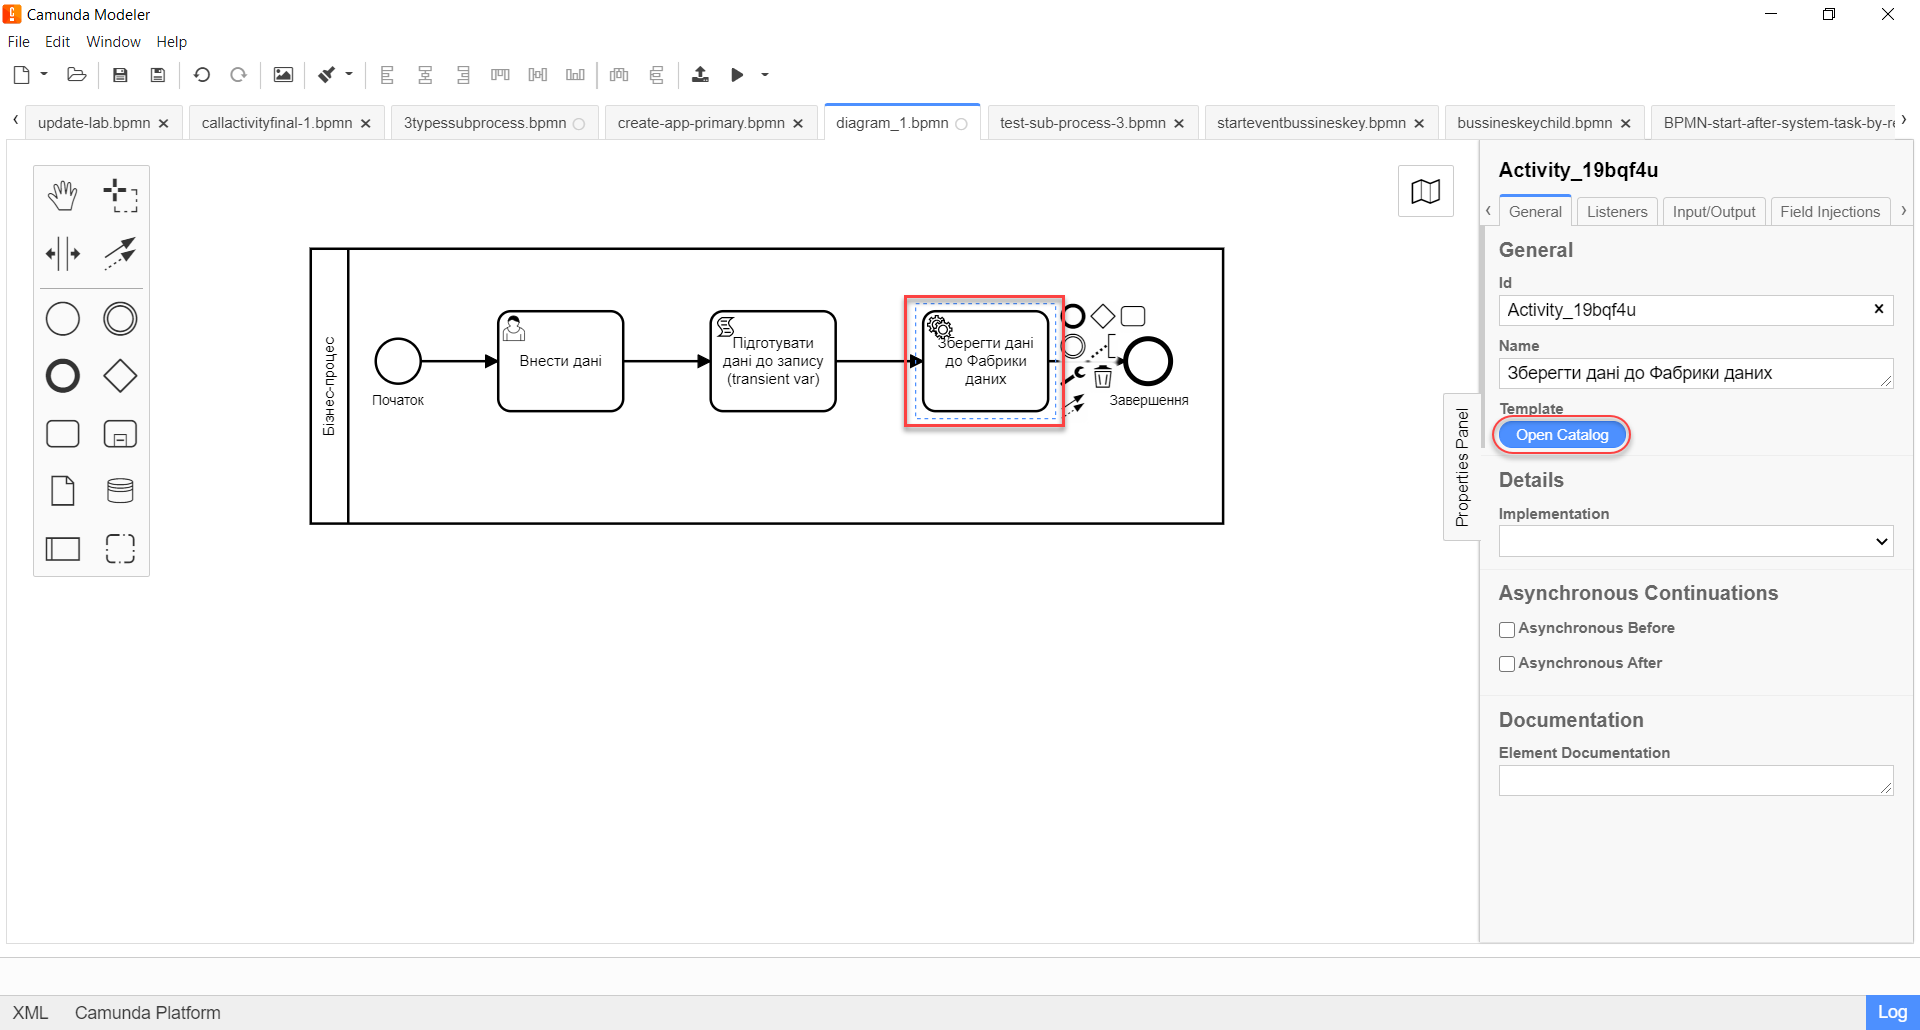 Camunda Modeler
File Edit Window Help
update-lab.bpmn
callactivityfinal-1.bpmn
3typessubprocess.bpmn
create-app-primary.bpmn
diagram_1.bpmn
test-sub-process-3.bpmn
starteventbussineskey.bpmn
bussineskeychild.bpmn
BPMN-start-after-system-task-by-re
Бізнес-процес
Початок
Внести дані
Підготувати
дані до запису
(transient var)
Зберегти дані
до Фабрики
даних
Завершення
Properties Panel
Activity_19bqf4u
General Listeners Input/Output Field Injections
General
Id
Activity_19bqf4u
Name
Зберегти дані до Фабрики даних
Template
Open Catalog
Details
Implementation
Asynchronous Continuations
Asynchronous Before
Asynchronous After
Documentation
Element Documentation
XML Camunda Platform
Log